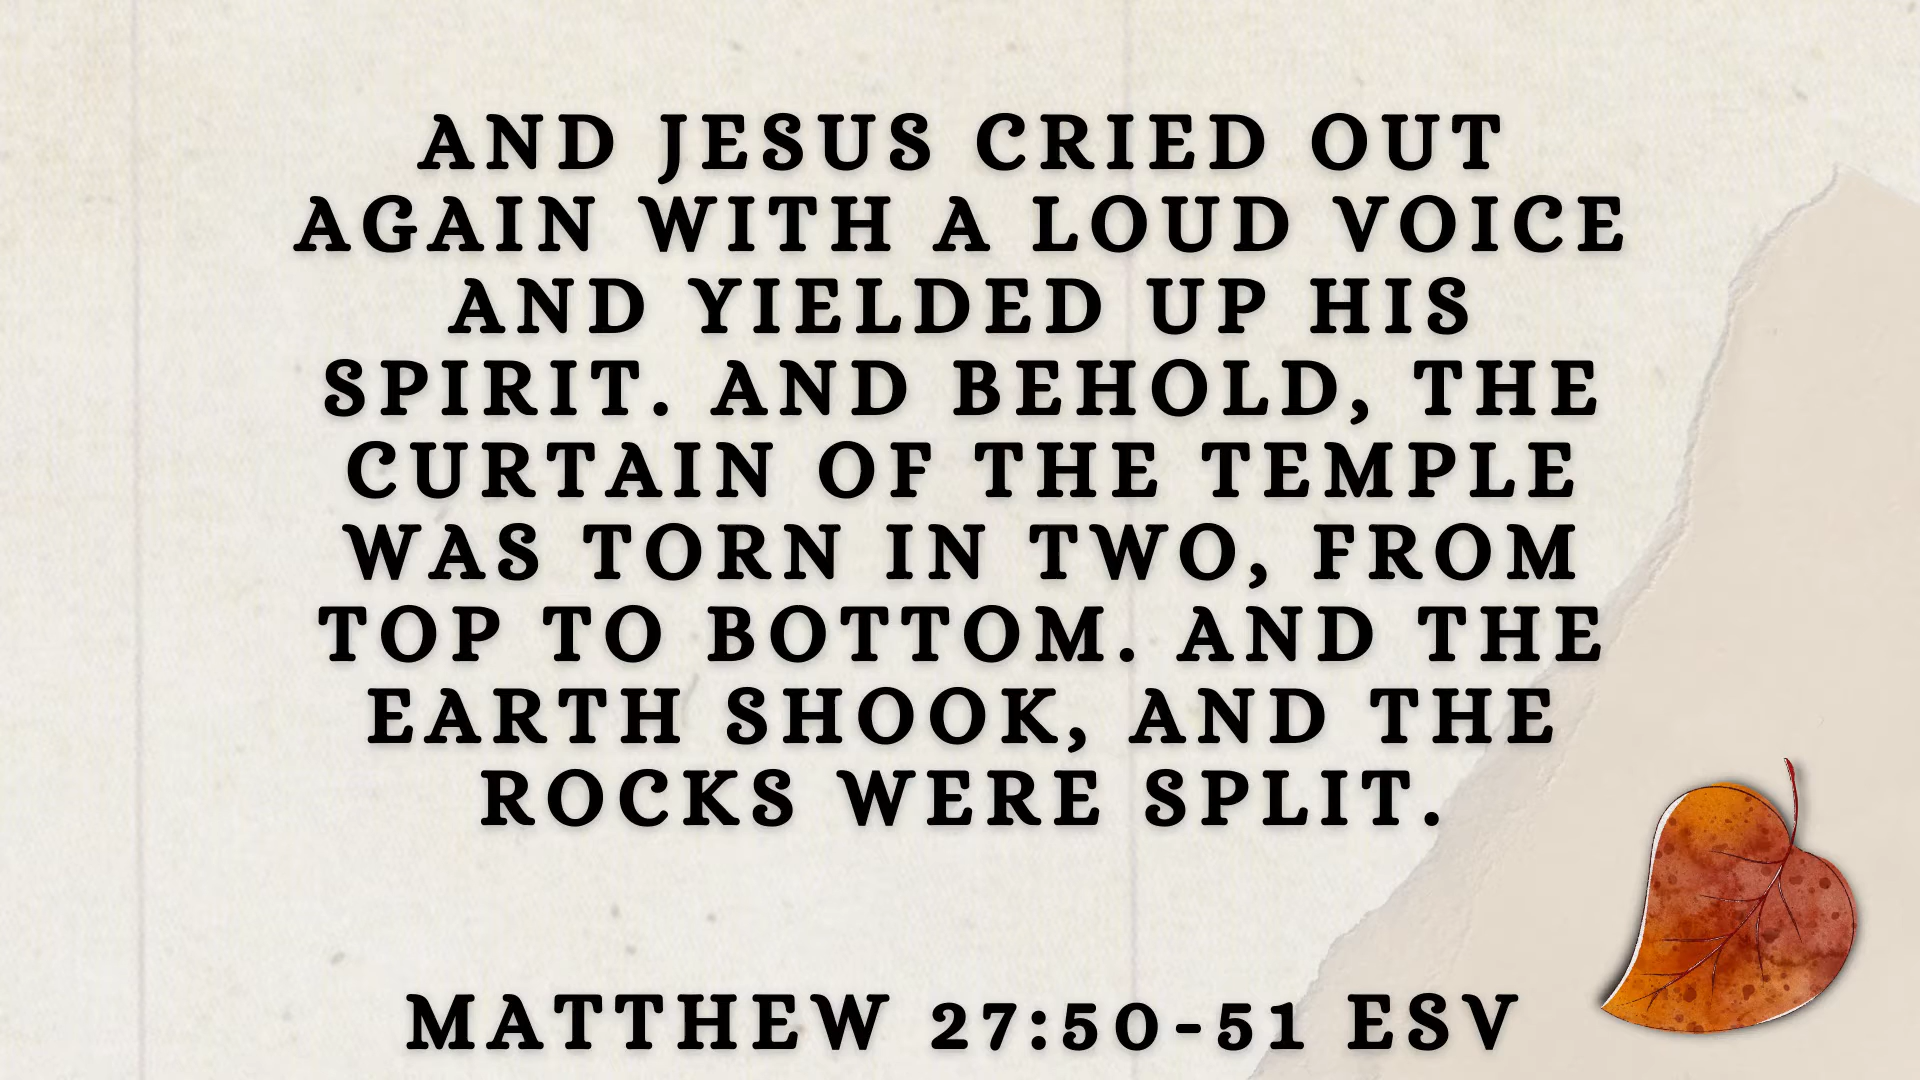 AND JESUS CRIED OUT
AGAIN WITH A LOUD VOICE
AND YIELDED UP HIS
SPIRIT. AND BEHOLD, THE
CURTAIN OF THE TEMPLE
WAS TORN IN TWO, FROM
TOP TO BOTTOM. AND THE
EARTH SHOOK, AND THE
ROCKS WERE SPLIT.
MATTHEW 27:50-51 ESV